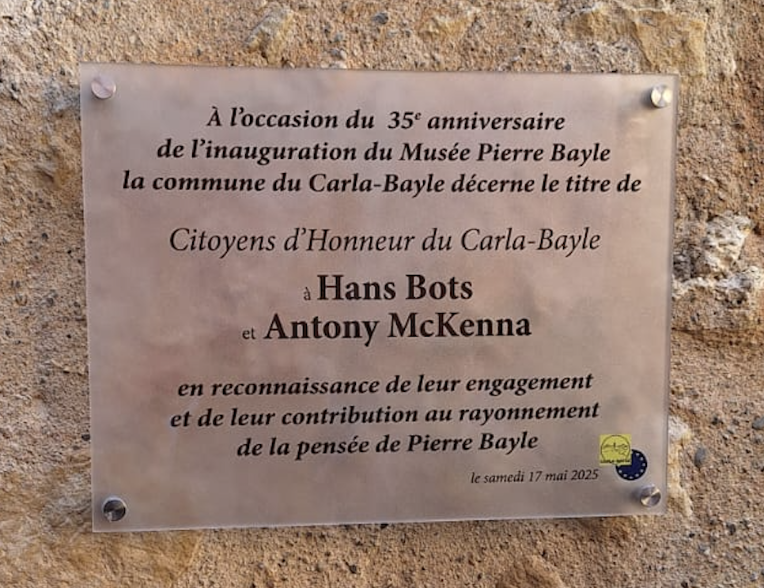 À l'occasion du 35e anniversaire
de l'inauguration du Musée Pierre Bayle
la commune du Carla-Bayle décerne le titre de
Citoyens d'Honneur du Carla-Bayle
à Hans Bots
et Antony McKenna
en reconnaissance de leur engagement
et de leur contribution au rayonnement
de la pensée de Pierre Bayle
le samedi 17 mai 2025